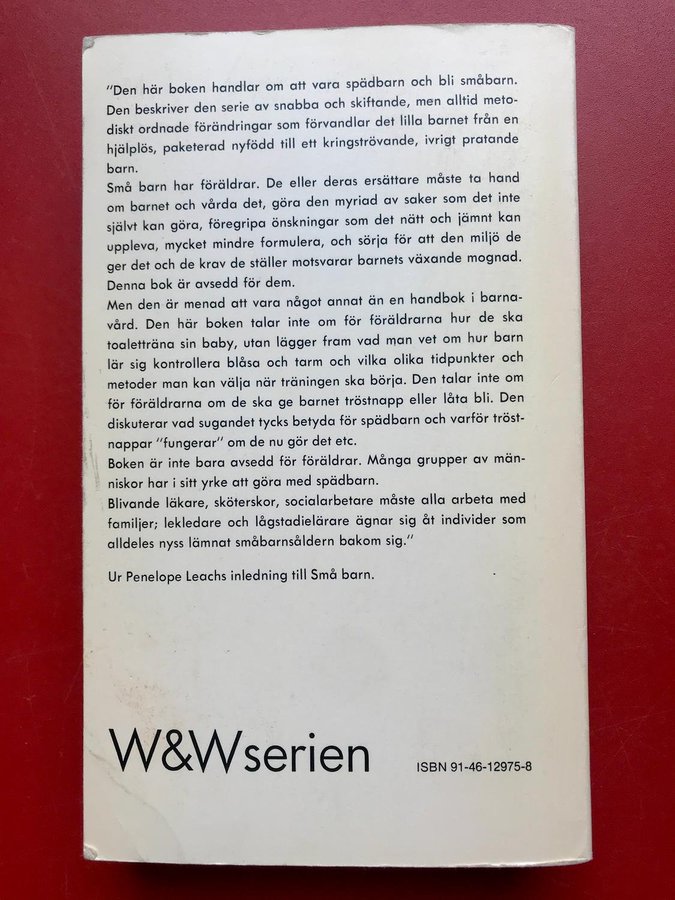 "Den här boken handlar om att vara spädbarn och bli småbarn.
Den beskriver den serie av snabba och skiftande, men alltid meto-
diskt ordnade förändringar som förvandlar det lilla barnet från en
hjälplös, paketerad nyfödd till ett kringströvande, ivrigt pratande
barn.
Små barn har föräldrar. De eller deras ersättare måste ta hand
om barnet och vårda det, göra den myriad av saker som det inte
självt kan göra, föregripa önskningar som det nätt och jämnt kan
uppleva, mycket mindre formulera, och sörja för att den miljö de
ger det och de krav de ställer motsvarar barnets växande mognad.
Denna bok är avsedd för dem.
Men den är menad att vara något annat än en handbok i barna-
vård. Den här boken talar inte om för föräldrarna hur de ska
toaletträna sin baby, utan lägger fram vad man vet om hur barn
lär sig kontrollera blåsa och tarm och vilka olika tidpunkter och
metoder man kan välja när träningen ska börja. Den talar inte om
för föräldrarna om de ska ge barnet tröstnapp eller låta bli. Den
diskuterar vad sugandet tycks betyda för spädbarn och varför tröst-
nappar "fungerar" om de nu gör det etc.
Boken är inte bara avsedd för föräldrar. Många grupper av män-
niskor har i sitt yrke att göra med spädbarn.
Blivande läkare, sköterskor, socialarbetare måste alla arbeta med
familjer; lekledare och lågstadielärare ägnar sig åt individer som
alldeles nyss lämnat småbarnsåldern bakom sig."
Ur Penelope Leachs inledning till Små barn.
W&Wserien
ISBN 91-46-12975-8